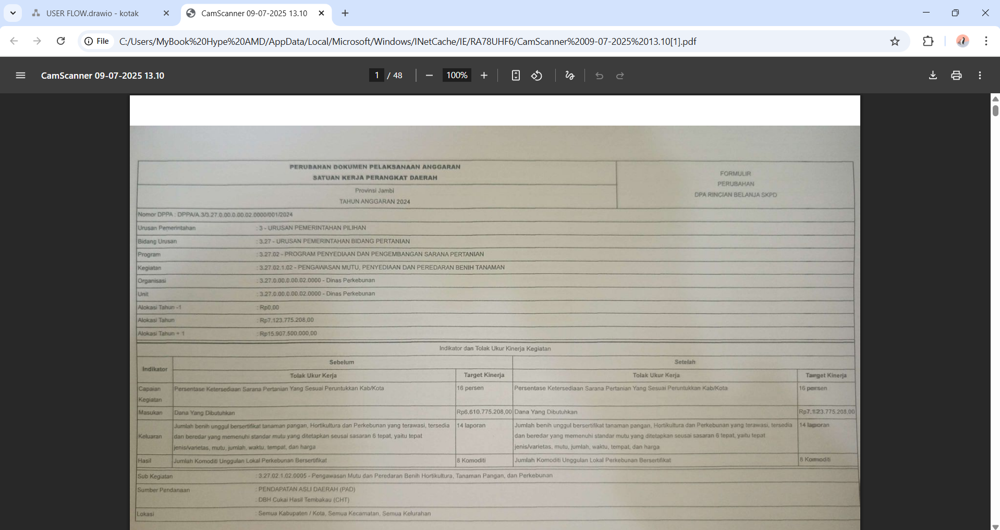 USER FLOW.drawio - kotak
CamScanner 09-07-2025 13.10
File
C:/Users/MyBook%20Hype%20AMD/AppData/Local/Microsoft/Windows/INetCache/IE/RA78UHF6/CamScanner%2009-07-2025%2013.10[1].pdf
CamScanner 09-07-2025 13.10
1 / 48
100%
PERUBAHAN DOKUMEN PELAKSANAAN ANGGARAN
SATUAN KERJA PERANGKAT DAERAH
Provinsi Jambi
TAHUN ANGGARAN 2024
FORMULIR
PERUBAHAN
DPA RINCIAN BELANJA SKPD
Nomor DPPA : DPPA/A.3/3.27.0.00.0.00.02.0000/001/2024
Urusan Pemerintahan : 3 - URUSAN PEMERINTAHAN PILIHAN
Bidang Urusan : 3.27 - URUSAN PEMERINTAHAN BIDANG PERTANIAN
Program : 3.27.02 - PROGRAM PENYEDIAAN DAN PENGEMBANGAN SARANA PERTANIAN
Kegiatan : 3.27.02.1.02 - PENGAWASAN MUTU, PENYEDIAAN DAN PEREDARAN BENIH TANAMAN
Organisasi : 3.27.0.00.0.00.02.0000 - Dinas Perkebunan
Unit : 3.27.0.00.0.00.02.0000 - Dinas Perkebunan
Alokasi Tahun -1 : Rp0,00
Alokasi Tahun : Rp7.123.775.208,00
Alokasi Tahun + 1 : Rp15.907.500.000,00
Indikator dan Tolak Ukur Kinerja Kegiatan
Indikator
Sebelum
Setelah
Tolak Ukur Kerja
Target Kinerja
Tolak Ukur Kerja
Target Kinerja
Capaian
Kegiatan
Persentase Ketersediaan Sarana Pertanian Yang Sesuai Peruntukkan Kab/Kota
16 persen
Persentase Ketersediaan Sarana Pertanian Yang Sesuai Peruntukkan Kab/Kota
16 persen
Masukan
Dana Yang Dibutuhkan
Rp6.610.775.208,00
Dana Yang Dibutuhkan
Rp7.123.775.208,00
Keluaran
Jumlah benih unggul bersertifikat tanaman pangan, Hortikultura dan Perkebunan yang terawasi, tersedia
dan beredar yang memenuhi standar mutu yang ditetapkan seusai sasaran 6 tepat, yaitu tepat
jenis/varietas, mutu, jumlah, waktu, tempat, dan harga
14 laporan
Jumlah benih unggul bersertifikat tanaman pangan, Hortikultura dan Perkebunan yang terawasi, tersedia
dan beredar yang memenuhi standar mutu yang ditetapkan seusai sasaran 6 tepat, yaitu tepat
jenis/varietas, mutu, jumlah, waktu, tempat, dan harga
14 laporan
Hasil
Jumlah Komoditi Unggulan Lokal Perkebunan Bersertifikat
8 Komoditi
Jumlah Komoditi Unggulan Lokal Perkebunan Bersertifikat
8 Komoditi
Sub Kegiatan : 3.27.02.1.02.0005 - Pengawasan Mutu dan Peredaran Benih Hortikultura, Tanaman Pangan, dan Perkebunan
Sumber Pendanaan : PENDAPATAN ASLI DAERAH (PAD)
: DBH Cukai Hasil Tembakau (CHT)
Lokasi : Semua Kabupaten / Kota, Semua Kecamatan, Semua Kelurahan